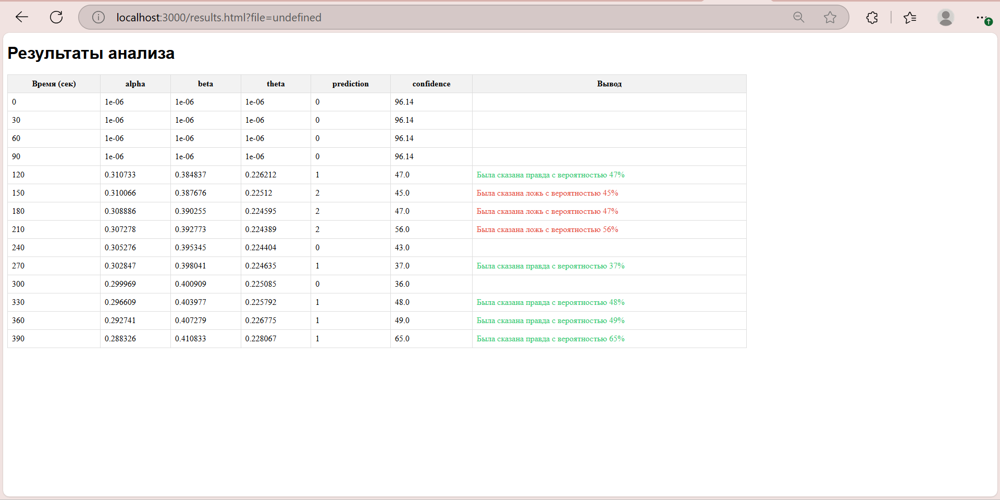 localhost:3000/results.html?file=undefined
Результаты анализа
Время (сек) alpha beta theta prediction confidence Вывод
0 1e-06 1e-06 1e-06 0 96.14
30 1e-06 1e-06 1e-06 0 96.14
60 1e-06 1e-06 1e-06 0 96.14
90 1e-06 1e-06 1e-06 0 96.14
120 0.310733 0.384837 0.226212 1 47.0 Была сказана правда с вероятностью 47%
150 0.310066 0.387676 0.22512 2 45.0 Была сказана ложь с вероятностью 45%
180 0.308886 0.390255 0.224595 2 47.0 Была сказана ложь с вероятностью 47%
210 0.307278 0.392773 0.224389 2 56.0 Была сказана ложь с вероятностью 56%
240 0.305276 0.395345 0.224404 0 43.0
270 0.302847 0.398041 0.224635 1 37.0 Была сказана правда с вероятностью 37%
300 0.299969 0.400909 0.225085 0 36.0
330 0.296609 0.403977 0.225792 1 48.0 Была сказана правда с вероятностью 48%
360 0.292741 0.407279 0.226775 1 49.0 Была сказана правда с вероятностью 49%
390 0.288326 0.410833 0.228067 1 65.0 Была сказана правда с вероятностью 65%